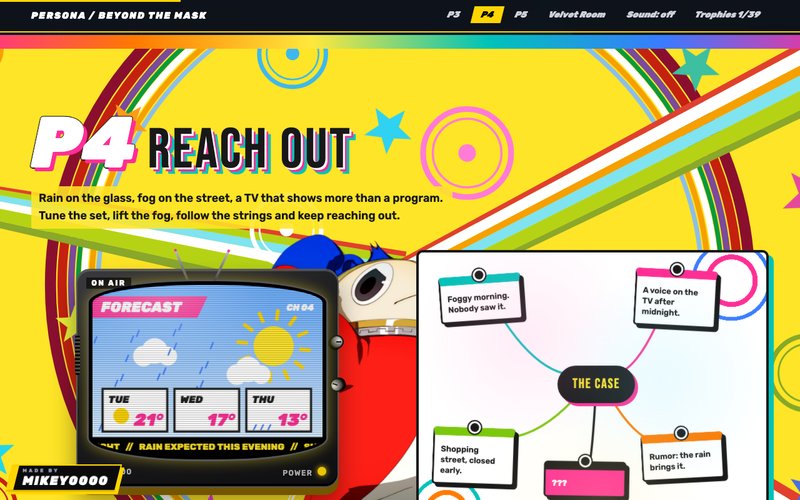 PERSONA / BEYOND THE MASK
P3
P4
P5
Velvet Room
Sound: off
Trophies 1/39
P4 REACH OUT
Rain on the glass, fog on the street, a TV that shows more than a program.
Tune the set, lift the fog, follow the strings and keep reaching out.
ON AIR
FORECAST
CH 04
TUE
21°
WED
17°
THU
13°
RAIN EXPECTED THIS EVENING //
POWER
Foggy morning.
Nobody saw it.
A voice on the
TV after
midnight.
THE CASE
Shopping
street, closed
early.
???
Rumor: the rain
brings it.
MADE BY
MIKEY0000